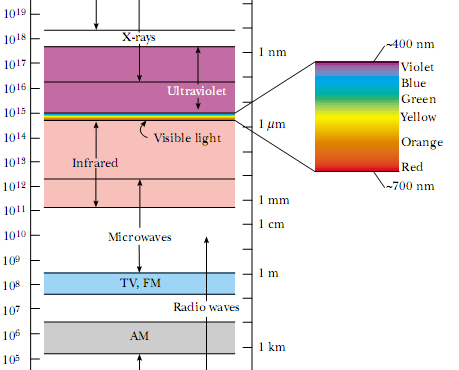 10¹⁹
10¹⁸
X-rays
~400 nm
1 nm
10¹⁷
Violet
10¹⁶
Ultraviolet
Blue
Green
10¹⁵
Yellow
1 μm
10¹⁴
Visible light
Orange
10¹³
Infrared
Red
10¹²
~700 nm
1 mm
10¹¹
1 cm
10¹⁰
Microwaves
10⁹
1 m
10⁸
TV, FM
10⁷
Radio waves
10⁶
AM
1 km
10⁵